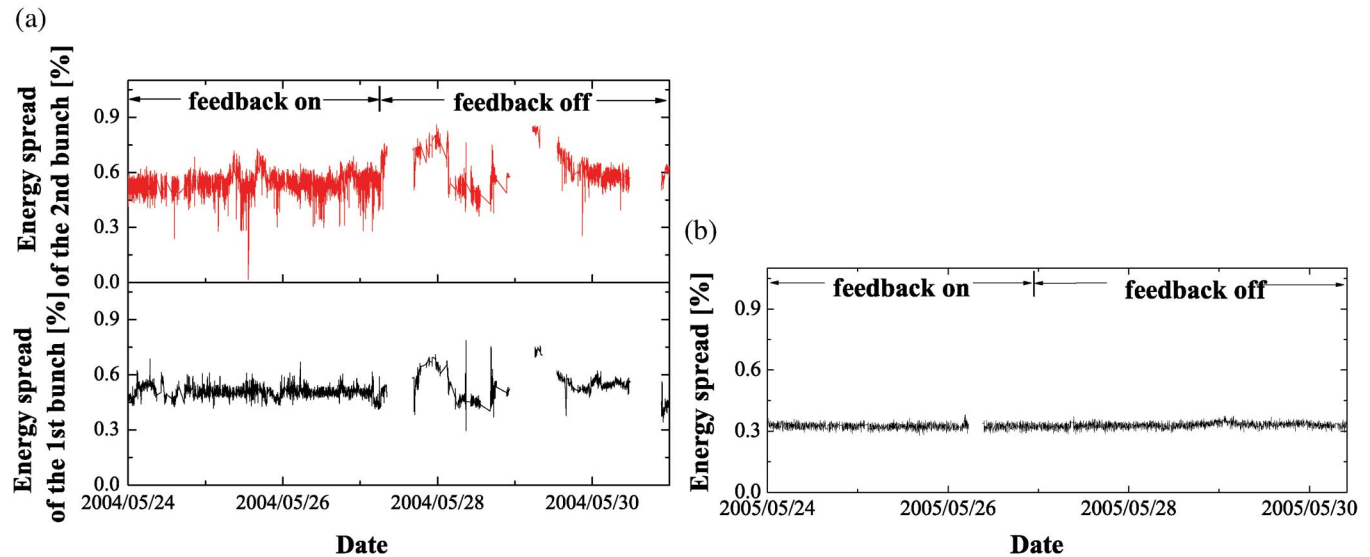 (a)
Energy spread
of the 2nd bunch [%]
0.9
0.6
0.3
0.0
feedback on
feedback off
Energy spread
of the 1st bunch [%]
0.9
0.6
0.3
0.0
2004/05/24
2004/05/26
2004/05/28
2004/05/30
Date
(b)
Energy spread [%]
0.9
0.6
0.3
0.0
feedback on
feedback off
2005/05/24
2005/05/26
2005/05/28
2005/05/30
Date